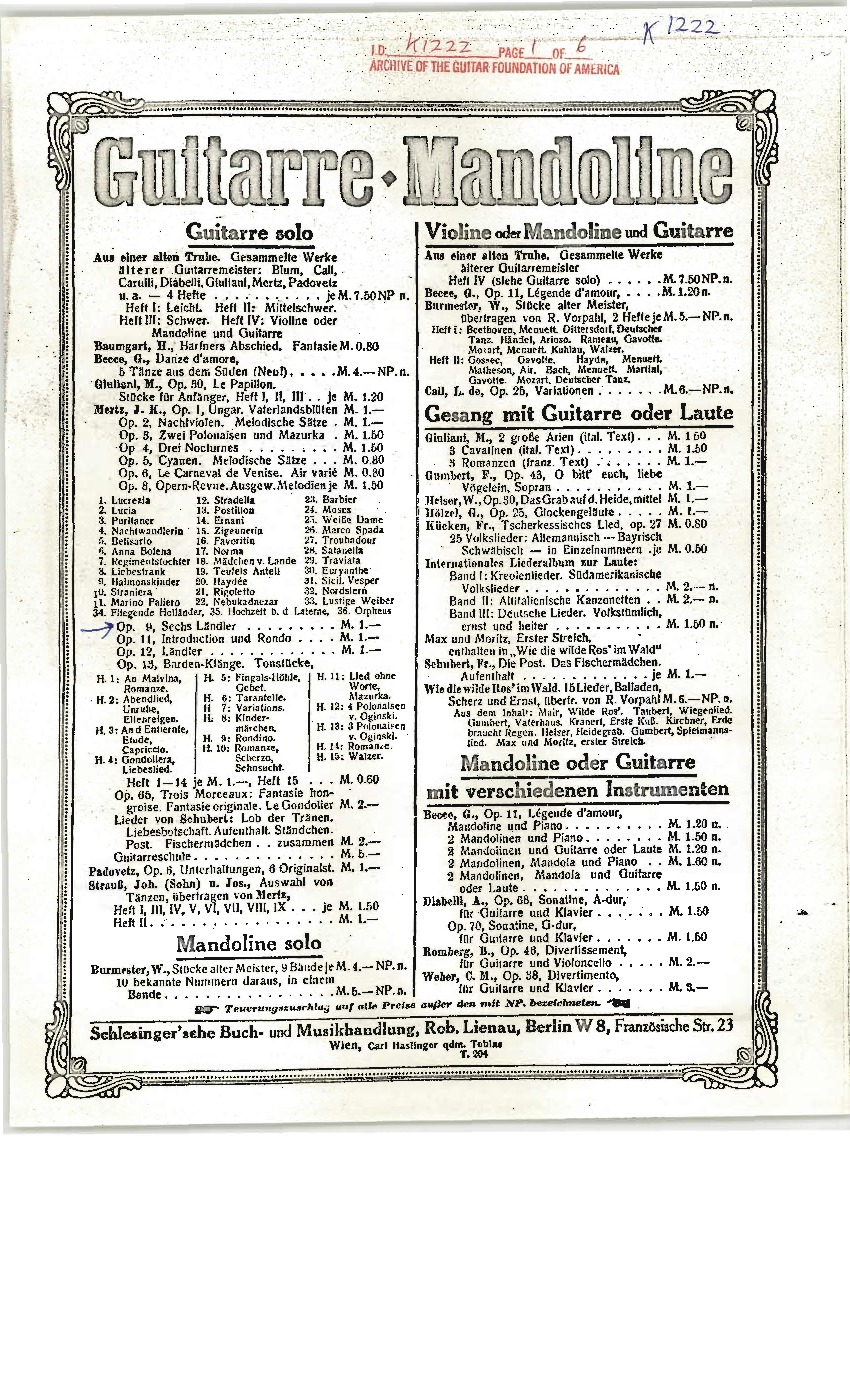 K 1222
I.D. K1222 PAGE 1 OF 6
ARCHIVE OF THE GUITAR FOUNDATION OF AMERICA
Guitarre · Mandoline
Guitarre solo
Aus einer alten Truhe. Gesammelte Werke
älterer Guitarremeister: Blum, Call,
Carulli, Diabelli, Giuliani, Mertz, Padovetz
u. a. — 4 Hefte . . . . . . . . . . . je M. 7.50 NP n.
Heft I: Leicht. Heft II: Mittelschwer.
Heft III: Schwer. Heft IV: Violine oder
Mandoline und Guitarre
Baumgart, H., Harfners Abschied. Fantasie M. 0.80
Becce, G., Danze d'amore,
5 Tänze aus dem Süden (Neu!), . . . . M. 4.—NP. n.
Giuliani, M., Op. 30, Le Papillon.
Stücke für Anfänger, Heft I, II, III . . je M. 1.20
Mertz, J. K., Op. 1, Ungar. Vaterlandsblüten M. 1.—
Op. 2, Nachtviolen. Melodische Sätze . M. 1.—
Op. 3, Zwei Polonaisen und Mazurka . M. 1.50
Op. 4, Drei Nocturnes . . . . . . . . . M. 1.50
Op. 5, Cyanen. Melodische Sätze . . . M. 0.80
Op. 6, Le Carneval de Venise. Air varié M. 0.80
Op. 8, Opern-Revue. Ausgew. Melodien je M. 1.50
1. Lucrezia 12. Stradella 23. Barbier
2. Lucia 13. Postillon 24. Moses
3. Puritaner 14. Ernani 25. Weiße Dame
4. Nachtwandlerin 15. Zigeunerin 26. Marco Spada
5. Belisario 16. Favoritin 27. Troubadour
6. Anna Bolena 17. Norma 28. Satanella
7. Regimentstochter 18. Mädchen v. Lande 29. Traviata
8. Liebestrank 19. Teufels Anteil 30. Euryanthe
9. Haimonskinder 20. Haydée 31. Sicil. Vesper
10. Straniera 21. Rigoletto 32. Nordstern
11. Marino Faliero 22. Nebukadnezar 33. Lustige Weiber
34. Fliegende Holländer, 35. Hochzeit b. d. Laterne, 36. Orpheus
Op. 9, Sechs Ländler . . . . . . . . . M. 1.—
Op. 11, Introduction und Rondo . . . . M. 1.—
Op. 12, Ländler . . . . . . . . . . . . M. 1.—
Op. 13, Barden-Klänge. Tonstücke,
H. 1: An Malvina, Romanze.
H. 2: Abendlied, Unruhe, Elfenreigen.
H. 3: An d. Entfernte, Etude, Capriccio.
H. 4: Gondoliera, Liebeslied.
H. 5: Fingals-Höhle, Gebet.
H. 6: Tarantelle.
H. 7: Variations.
H. 8: Kindermärchen.
H. 9: Rondino.
H. 10: Romanze, Scherzo, Sehnsucht.
H. 11: Lied ohne Worte, Mazurka.
H. 12: 4 Polonaisen v. Oginski.
H. 13: 3 Polonaisen v. Oginski.
H. 14: Romanze.
H. 15: Walzer.
Heft 1—14 je M. 1.—, Heft 15 . . . M. 0.60
Op. 65, Trois Morceaux: Fantasie hon-
groise. Fantasie originale. Le Gondolier M. 2.—
Lieder von Schubert: Lob der Tränen.
Liebesbotschaft. Aufenthalt. Ständchen.
Post. Fischermädchen . . zusammen M. 2.—
Guitarreschule . . . . . . . . . . . . . M. 5.—
Padovetz, Op. 6, Unterhaltungen, 6 Originalst. M. 1.—
Strauß, Joh. (Sohn) u. Jos., Auswahl von
Tänzen, übertragen von Mertz,
Heft I, III, IV, V, VI, VII, VIII, IX . . . je M. 1.50
Heft II . . . . . . . . . . . . . . . . . M. 1.—
Mandoline solo
Burmester, W., Stücke alter Meister, 9 Bände je M. 4.—NP. n.
10 bekannte Nummern daraus, in einem
Bande . . . . . . . . . . . . . . . . M. 5.—NP. n.
Violine oder Mandoline und Guitarre
Aus einer alten Truhe. Gesammelte Werke
älterer Guitarremeister
Heft IV (siehe Guitarre solo) . . . . . . M. 7.50 NP. n.
Becce, G., Op. 11, Légende d'amour, . . . . M. 1.20 n.
Burmester, W., Stücke alter Meister,
übertragen von R. Vorpahl, 2 Hefte je M. 5.—NP. n.
Heft I: Beethoven, Menuett. Dittersdorf, Deutscher
Tanz. Händel, Arioso. Rameau, Gavotte.
Mozart, Menuett. Kuhlau, Walzer.
Heft II: Gossec, Gavotte. Haydn, Menuett.
Matheson, Air. Bach, Menuett. Martini,
Gavotte. Mozart, Deutscher Tanz.
Call, L. de, Op. 25, Variationen . . . . . . M. 6.—NP. n.
Gesang mit Guitarre oder Laute
Giuliani, M., 2 große Arien (ital. Text) . . . M. 1 50
3 Cavatinen (ital. Text) . . . . . . . . . M. 1.50
3 Romanzen (franz. Text) . . . . . . . M. 1.—
Gumbert, F., Op. 43, O bitt' euch, liebe
Vögelein, Sopran . . . . . . . . . . . M. 1.—
Heiser, W., Op. 30, Das Grab auf d. Heide, mittel M. 1.—
Hölzel, G., Op. 25, Glockengeläute . . . . . M. 1.—
Kücken, Fr., Tscherkessisches Lied, op. 27 M. 0.80
25 Volkslieder: Allemannisch — Bayrisch
Schwäbisch — in Einzelnummern . je M. 0.50
Internationales Liederalbum zur Laute:
Band I: Kreolenlieder. Südamerikanische
Volkslieder . . . . . . . . . . . . . . M. 2.— n.
Band II: Altitalienische Kanzonetten . . M. 2.— n.
Band III: Deutsche Lieder. Volkstümlich,
ernst und heiter . . . . . . . . . . . M. 1.50 n.
Max und Moritz, Erster Streich,
enthalten in „Wie die wilde Ros' im Wald"
Schubert, Fr., Die Post. Das Fischermädchen.
Aufenthalt . . . . . . . . . . . . . je M. 1.—
Wie die wilde Ros' im Wald. 15 Lieder, Balladen,
Scherz und Ernst, übertr. von R. Vorpahl M. 6.—NP. n.
Aus dem Inhalt: Mair, Wilde Ros'. Taubert, Wiegenlied.
Gumbert, Vaterhaus. Kranert, Erste Kuß. Kirchner, Erde
braucht Regen. Heiser, Heidegrab. Gumbert, Spielmanns-
lied. Max und Moritz, erster Streich.
Mandoline oder Guitarre
mit verschiedenen Instrumenten
Becce, G., Op. 11, Légende d'amour,
Mandoline und Piano . . . . . . . . . . M. 1.20 n.
2 Mandolinen und Piano . . . . . . . . M. 1.50 n.
2 Mandolinen und Guitarre oder Laute M. 1.20 n.
2 Mandolinen, Mandola und Piano . . M. 1.60 n.
2 Mandolinen, Mandola und Guitarre
oder Laute . . . . . . . . . . . . . . M. 1.50 n.
Diabelli, A., Op. 68, Sonatine, A-dur,
für Guitarre und Klavier . . . . . . . M. 1.50
Op. 70, Sonatine, G-dur,
für Guitarre und Klavier . . . . . . . M. 1.50
Romberg, B., Op. 46, Divertissement,
für Guitarre und Violoncello . . . . . M. 2.—
Weber, C. M., Op. 38, Divertimento,
für Guitarre und Klavier . . . . . . . M. 3.—
Teuerungszuschlag auf alle Preise außer den mit NP. bezeichneten.
Schlesinger'sche Buch- und Musikhandlung, Rob. Lienau, Berlin W 8, Französische Str. 23
Wien, Carl Haslinger qdm. Tobias
T. 204